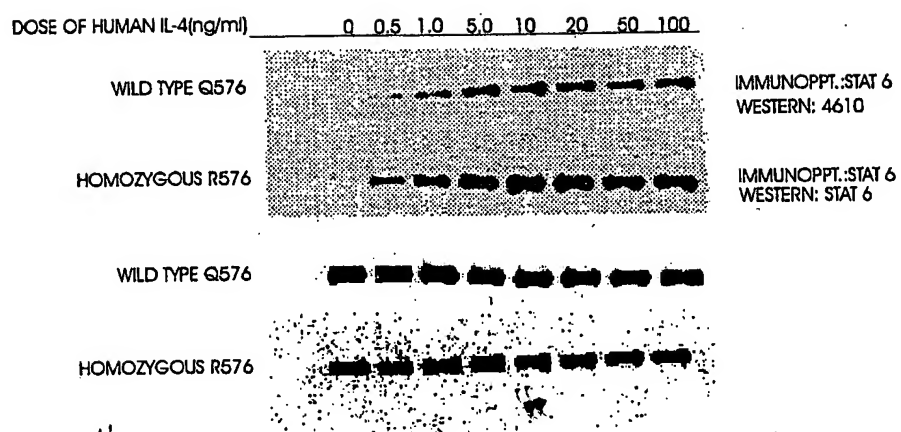 DOSE OF HUMAN IL-4(ng/ml) 0 0.5 1.0 5.0 10 20 50 100
WILD TYPE Q576
IMMUNOPPT.:STAT 6
WESTERN: 4610
HOMOZYGOUS R576
IMMUNOPPT.:STAT 6
WESTERN: STAT 6
WILD TYPE Q576
HOMOZYGOUS R576